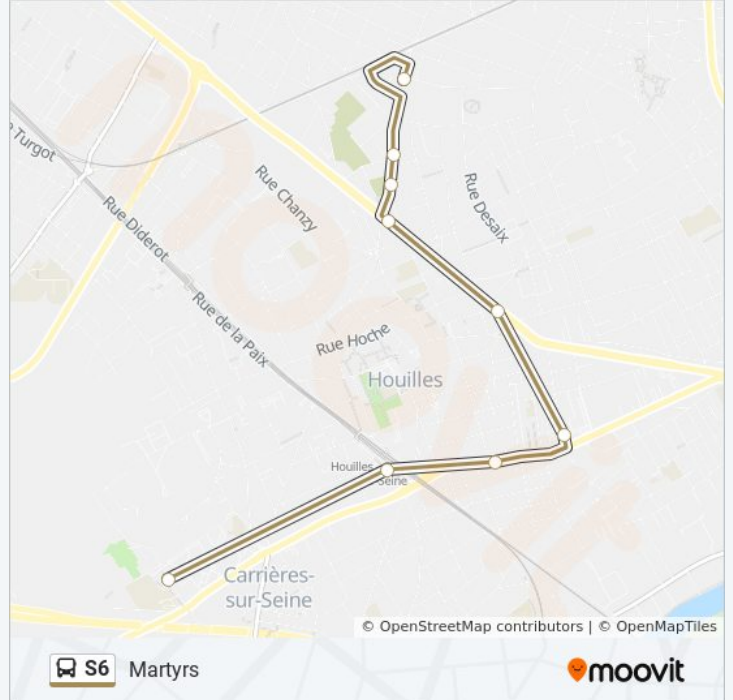 e Turgot
Rue Diderot
Rue Chanzy
Rue Desaix
Rue de la Paix
Rue Hoche
Houilles
Houilles
Seine
Carrières-
sur-Seine
© OpenStreetMap contributors | © OpenMapTiles
S6 Martyrs
moovit